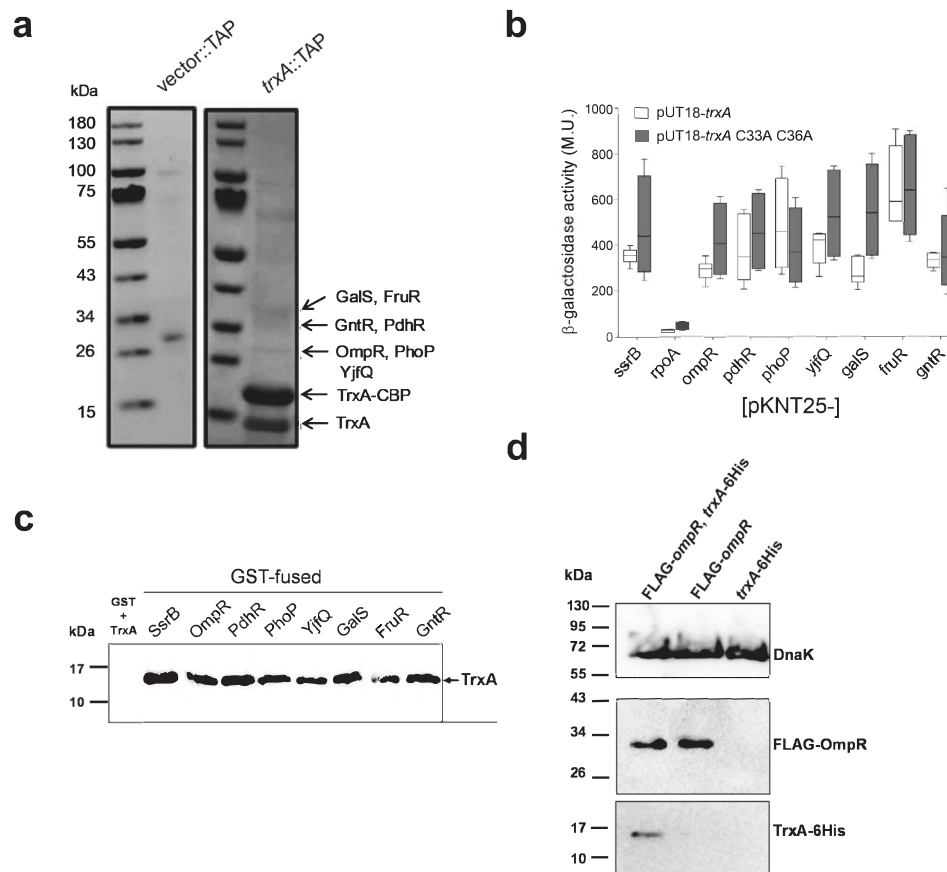 a
vector::TAP
trxA::TAP
kDa
180
130
100
75
55
43
34
26
15
GalS, FruR
GntR, PdhR
OmpR, PhoP
YjfQ
TrxA-CBP
TrxA
b
β-galactosidase activity (M.U.)
1000
800
600
400
200
0
pUT18-trxA
pUT18-trxA C33A C36A
ssrB
rpoA
ompR
pdhR
phoP
yjfQ
galS
fruR
gntR
[pKNT25-]
c
GST-fused
GST
+
TrxA
SsrB
OmpR
PdhR
PhoP
YjfQ
GalS
FruR
GntR
kDa
17
10
TrxA
d
FLAG-ompR, trxA-6His
FLAG-ompR
trxA-6His
kDa
130
95
72
55
DnaK
43
34
26
FLAG-OmpR
17
10
TrxA-6His